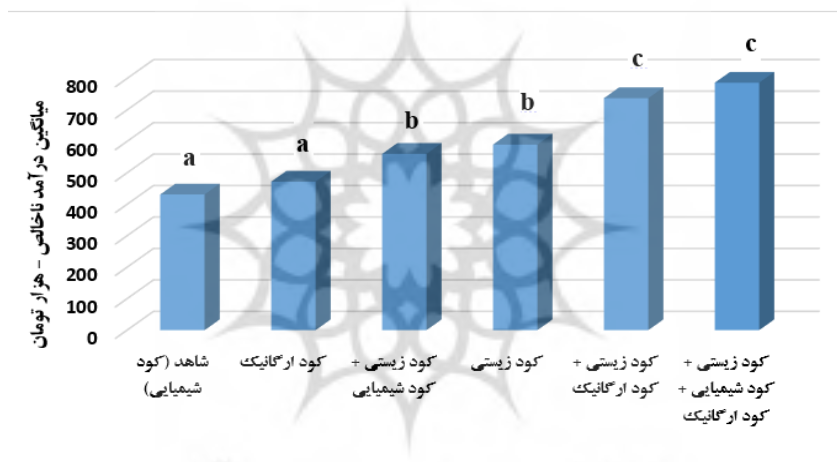 میانگین درآمد ناخالص - هزار تومان
800
700
600
500
400
300
200
100
0
a
a
b
b
c
c
شاهد (کود
شیمیایی)
کود ارگانیک
کود زیستی +
کود شیمیایی
کود زیستی
کود زیستی +
کود ارگانیک
کود زیستی +
کود شیمیایی +
کود ارگانیک